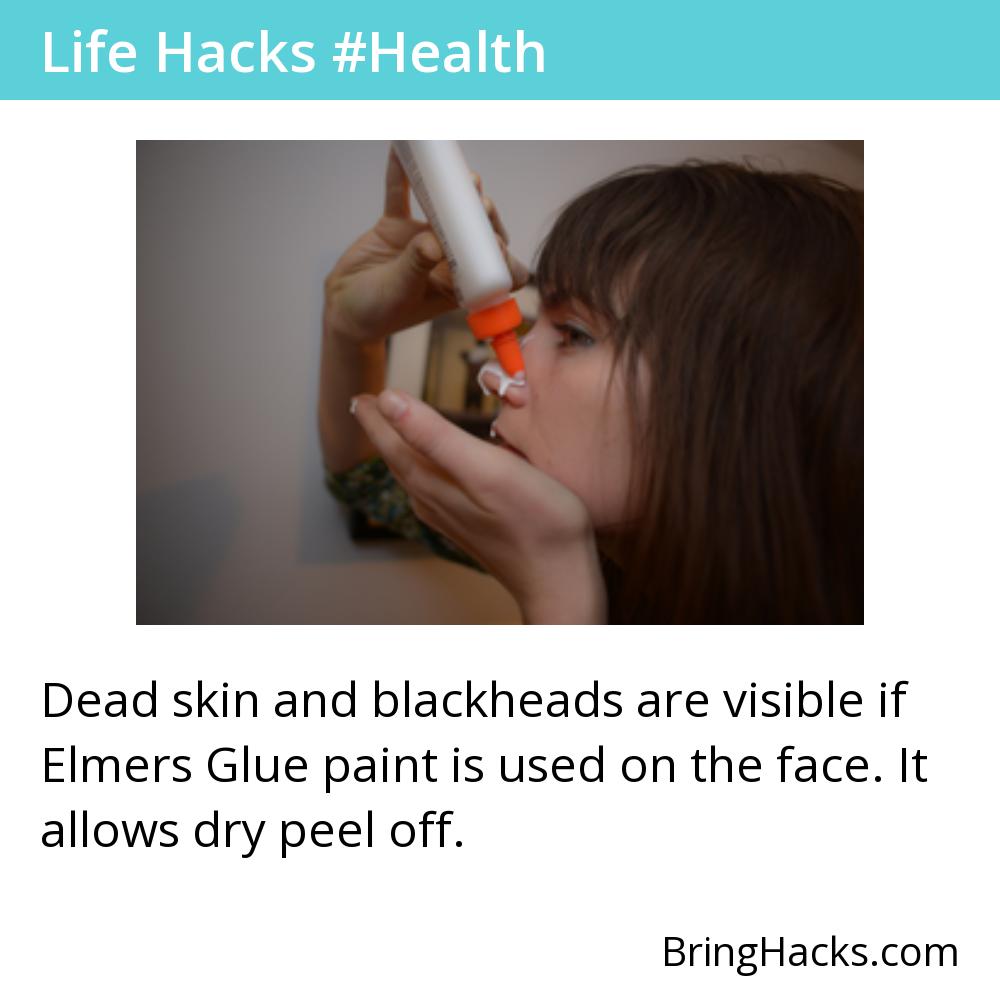 Life Hacks #Health
Dead skin and blackheads are visible if
Elmers Glue paint is used on the face. It
allows dry peel off.
BringHacks.com